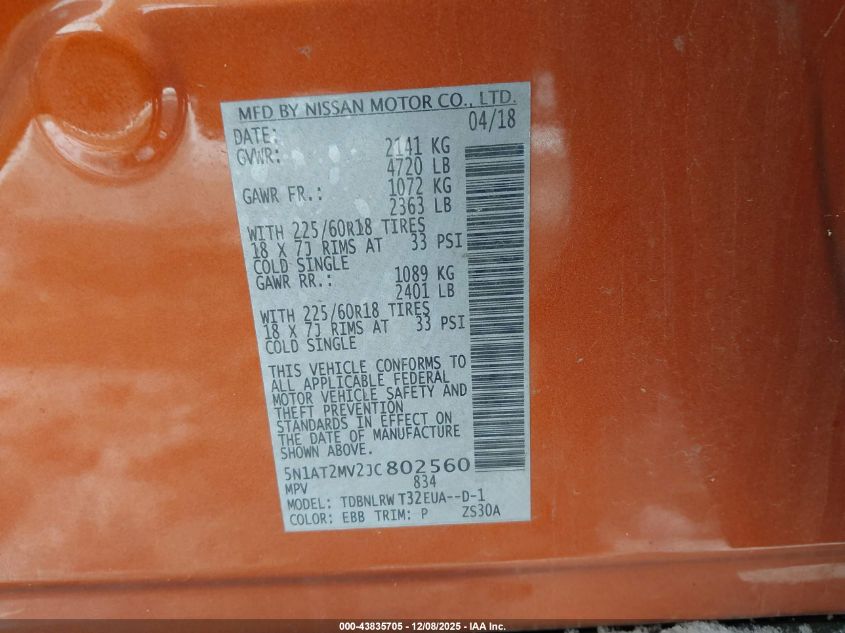 MFD BY NISSAN MOTOR CO., LTD.
DATE: 04/18
GVWR: 2141 KG
4720 LB
GAWR FR.: 1072 KG
2363 LB
WITH 225/60R18 TIRES
18 X 7J RIMS AT 33 PSI
COLD SINGLE
GAWR RR.: 1089 KG
2401 LB
WITH 225/60R18 TIRES
18 X 7J RIMS AT 33 PSI
COLD SINGLE
THIS VEHICLE CONFORMS TO
ALL APPLICABLE FEDERAL
MOTOR VEHICLE SAFETY AND
THEFT PREVENTION
STANDARDS IN EFFECT ON
THE DATE OF MANUFACTURE
SHOWN ABOVE.
5N1AT2MV2JC802560
MPV 834
MODEL: TDBNLRW T32EUA--D-1
COLOR: EBB TRIM: P ZS30A
000-43835705 - 12/08/2025 - IAA Inc.